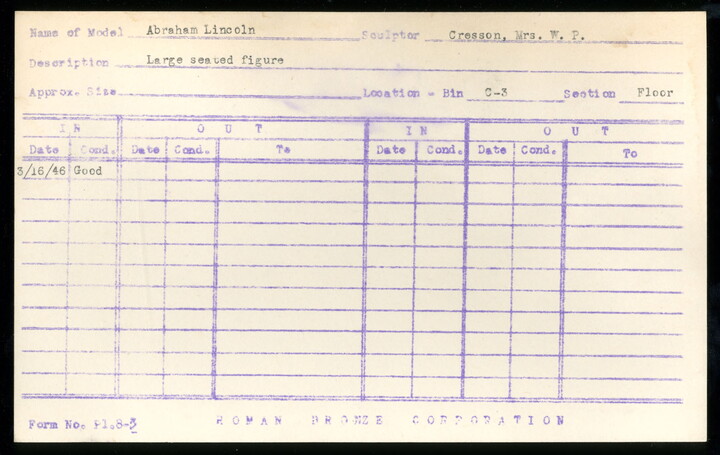 Name of Model Abraham Lincoln Sculptor Cresson, Mrs. W. P.
Description Large seated figure
Approx. Size Location - Bin C-3 Section Floor
IN OUT IN OUT
Date Cond. Date Cond. To Date Cond. Date Cond. To
3/16/46 Good
Form No. P1.8-3 ROMAN BRONZE CORPORATION